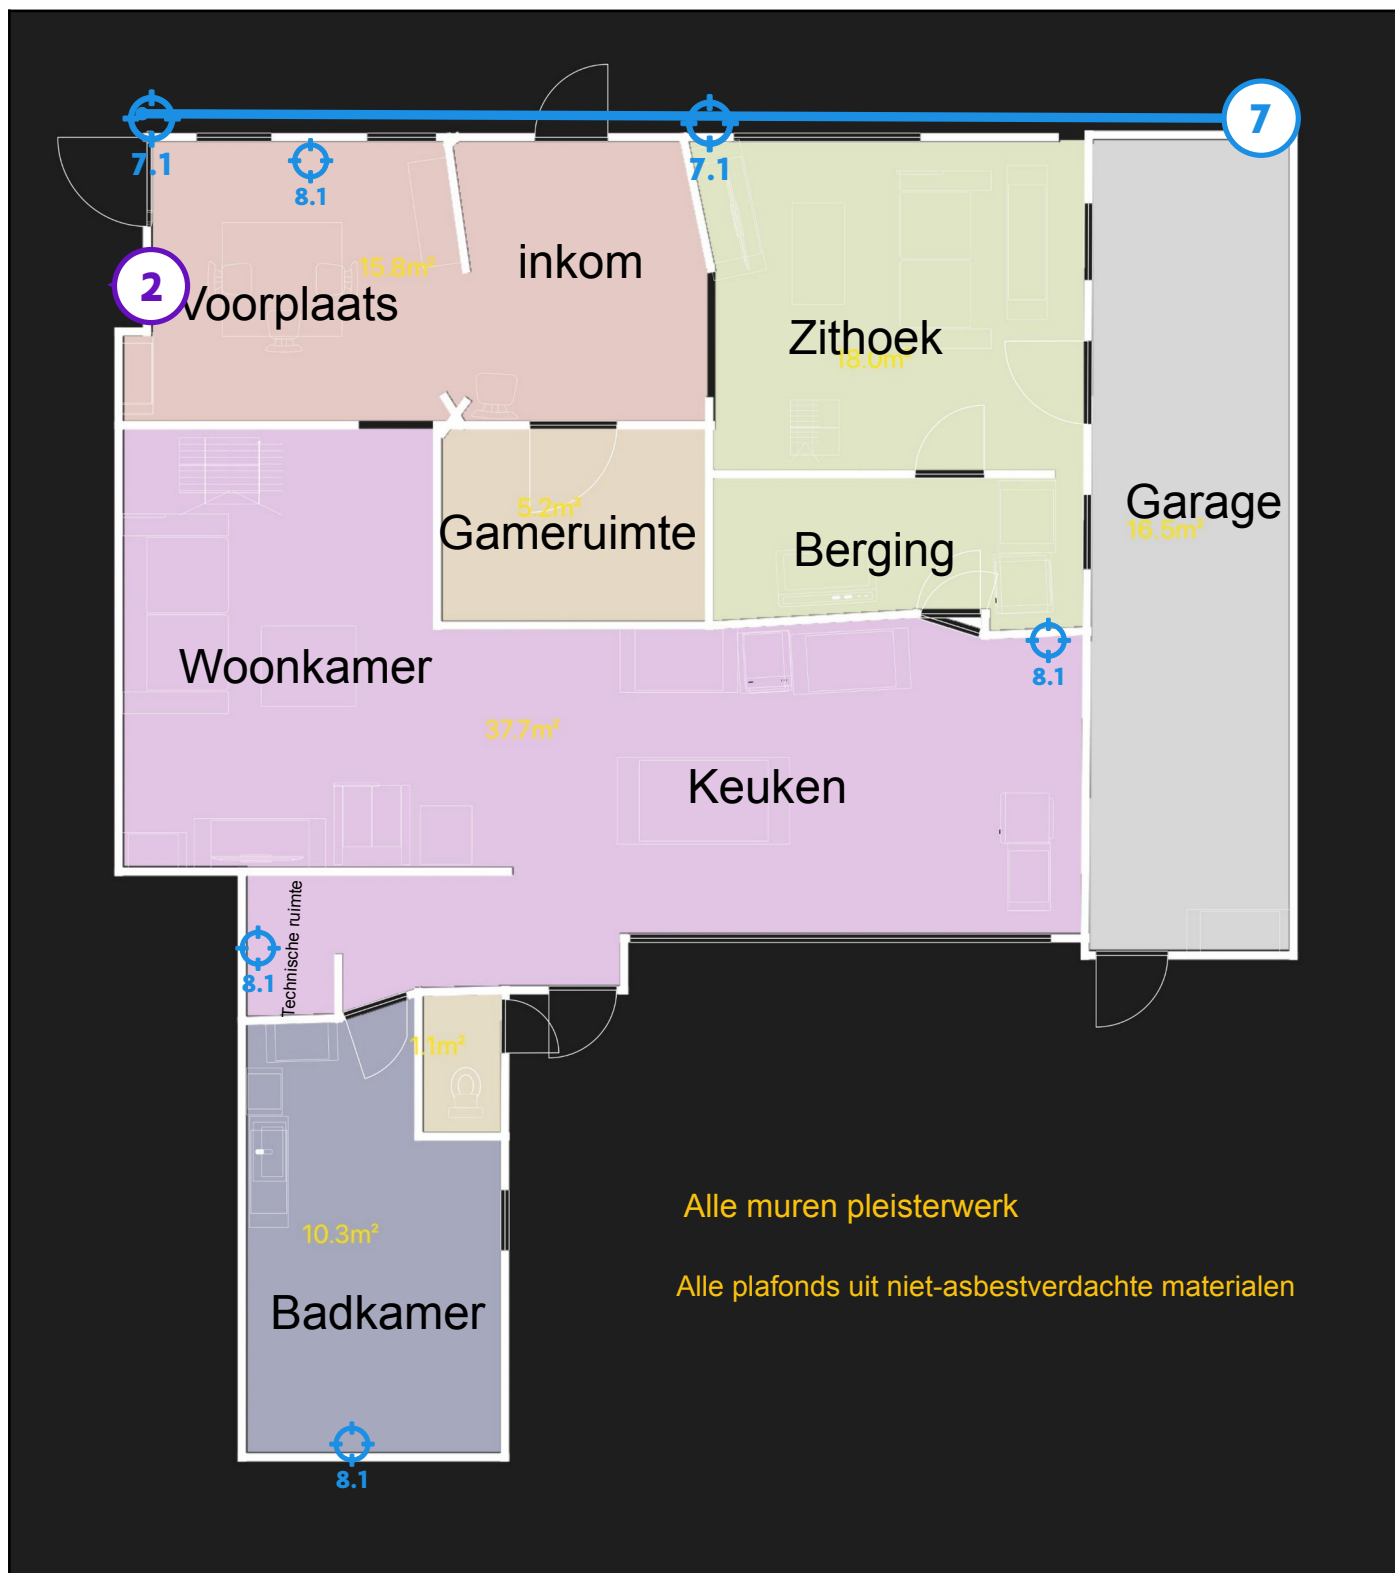 7
7.1
7.1
8.1
inkom
15.8m²
2
Voorplaats
Zithoek
18.0m²
Garage
16.5m²
5.2m²
Gameruimte
Berging
Woonkamer
8.1
37.7m²
Keuken
Technische ruimte
8.1
1.1m²
Alle muren pleisterwerk
10.3m²
Alle plafonds uit niet-asbestverdachte materialen
Badkamer
8.1